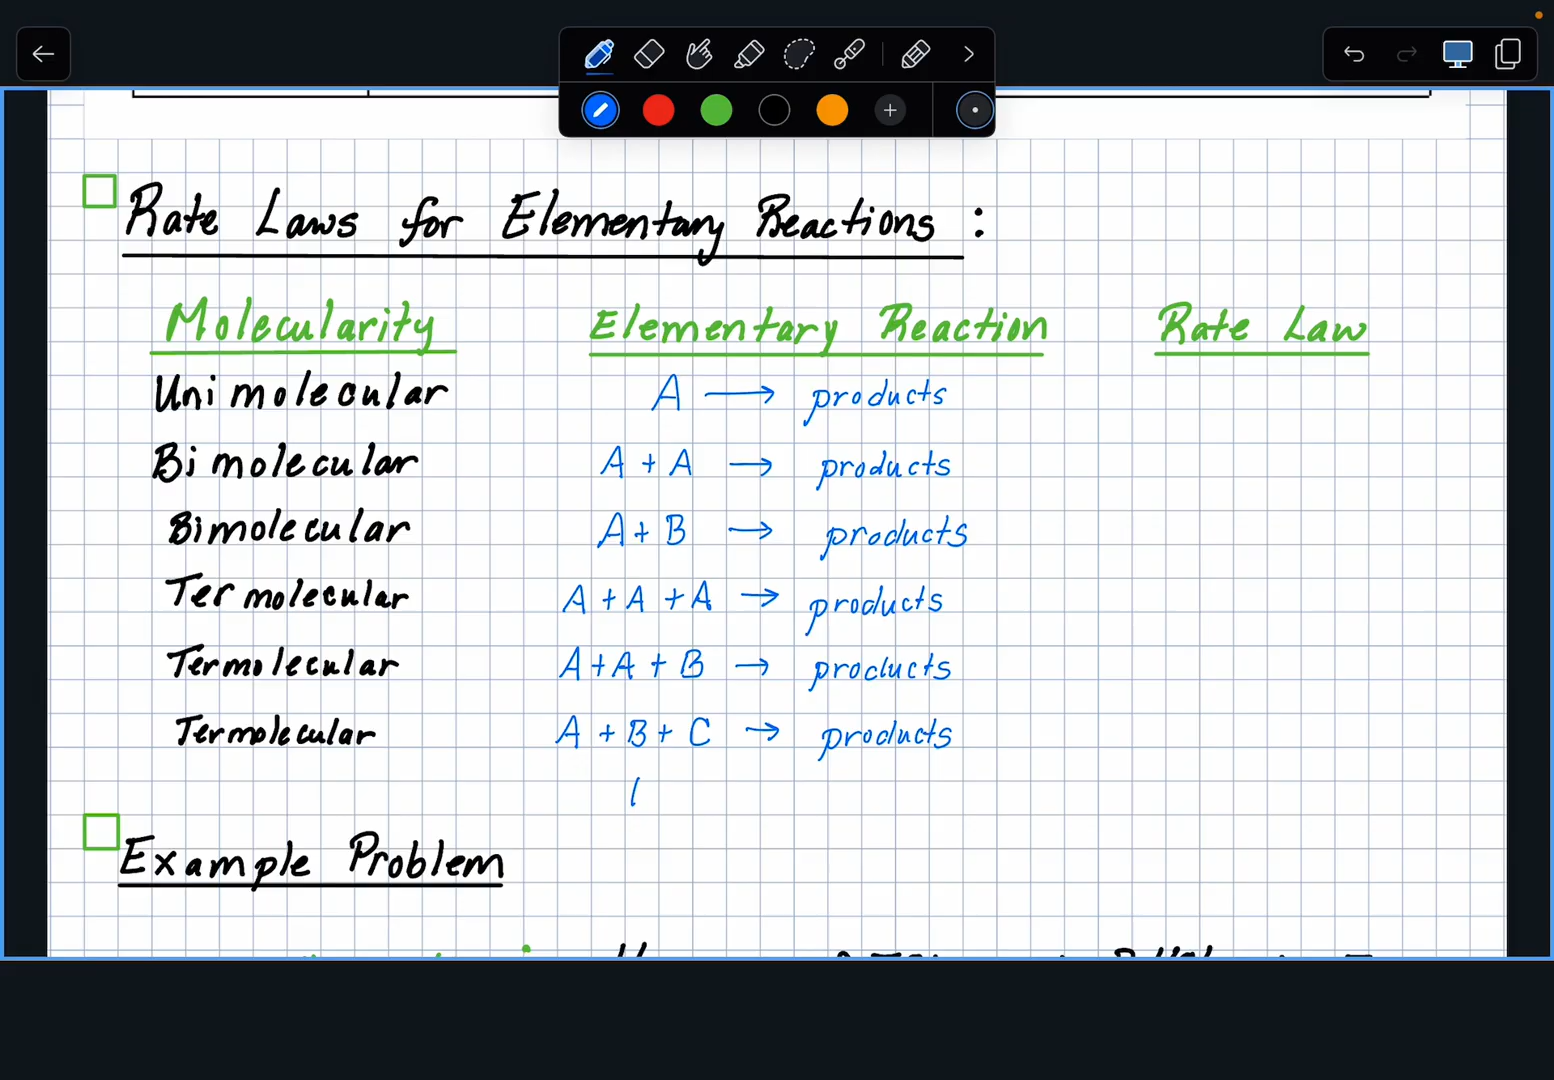 Rate Laws for Elementary Reactions :
Molecularity Elementary Reaction Rate Law
Unimolecular A → products
Bimolecular A + A → products
Bimolecular A + B → products
Termolecular A + A + A → products
Termolecular A + A + B → products
Termolecular A + B + C → products
Example Problem